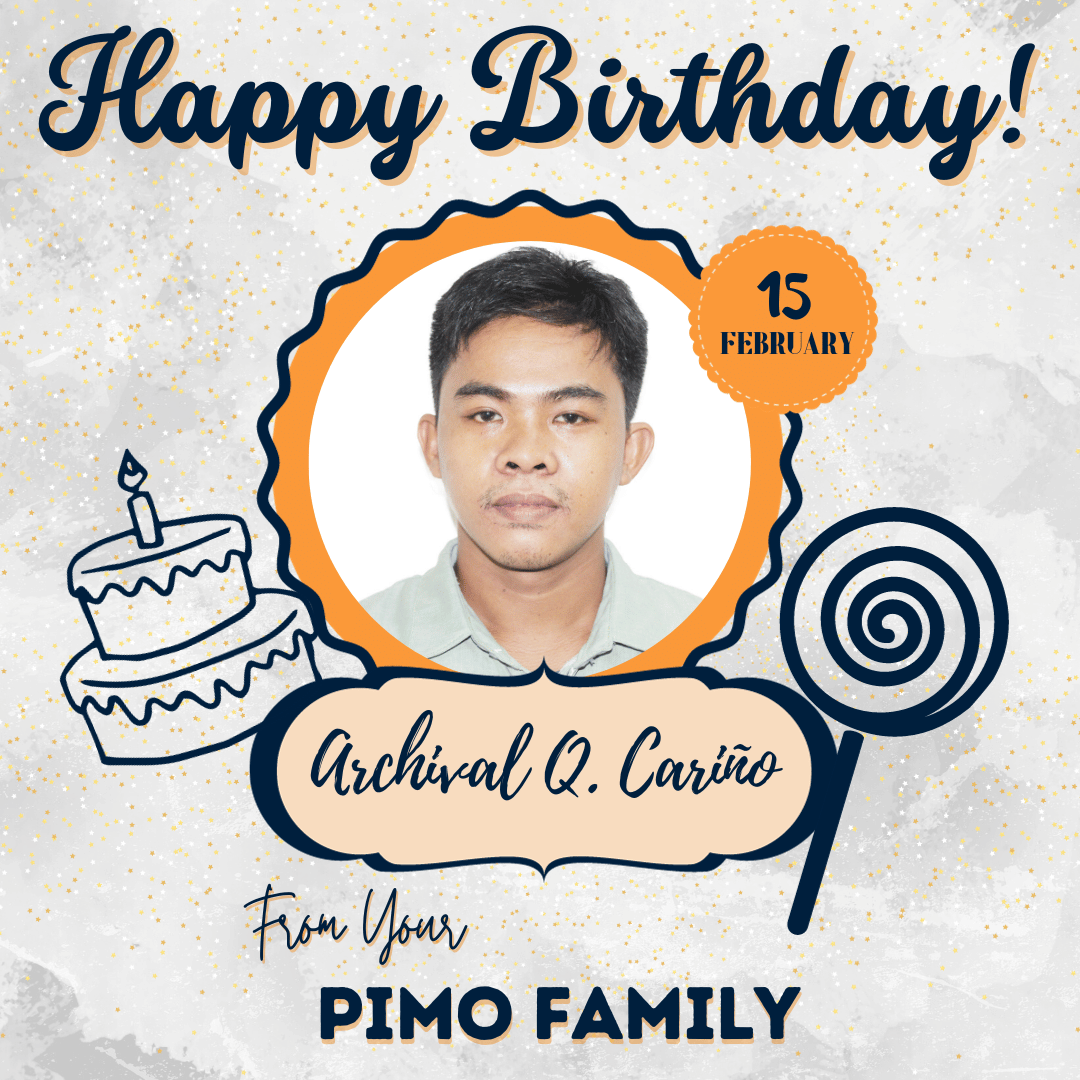 Happy Birthday!
15
FEBRUARY
Archival Q. Cariño
From Your
PIMO FAMILY